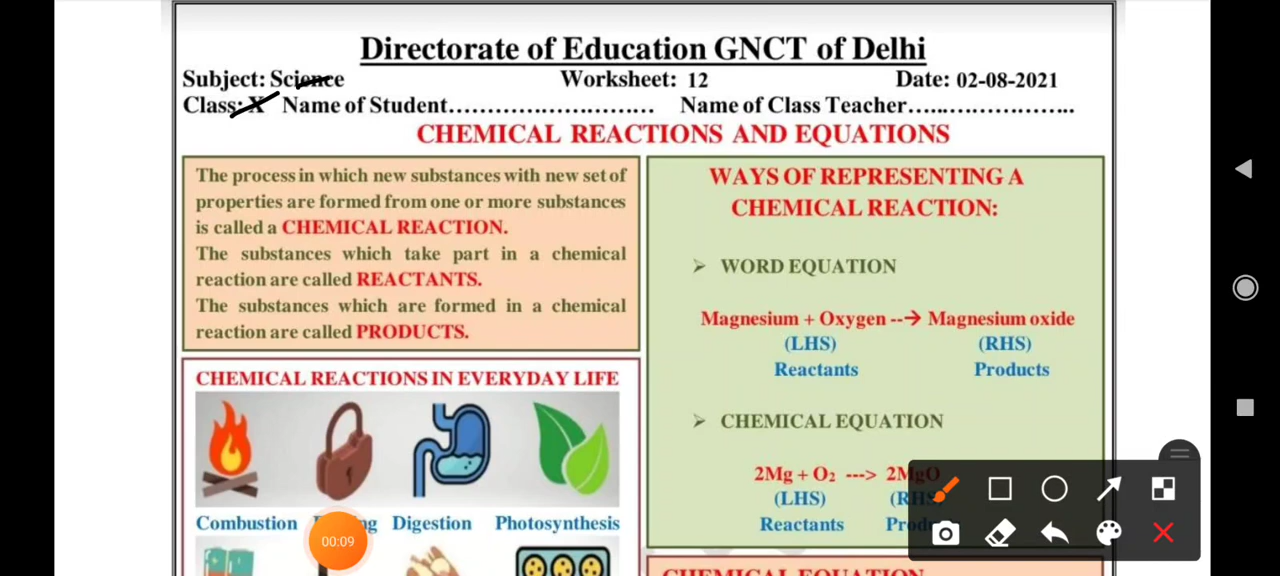 Directorate of Education GNCT of Delhi
Subject: Science Worksheet: 12 Date: 02-08-2021
Class: X Name of Student............................ Name of Class Teacher........................
CHEMICAL REACTIONS AND EQUATIONS
The process in which new substances with new set of
properties are formed from one or more substances
is called a CHEMICAL REACTION.
The substances which take part in a chemical
reaction are called REACTANTS.
The substances which are formed in a chemical
reaction are called PRODUCTS.
CHEMICAL REACTIONS IN EVERYDAY LIFE
Combustion Digestion Photosynthesis
00:09
WAYS OF REPRESENTING A
CHEMICAL REACTION:
➢ WORD EQUATION
Magnesium + Oxygen --→ Magnesium oxide
(LHS) (RHS)
Reactants Products
➢ CHEMICAL EQUATION
2Mg + O₂ ---> 2MgO
(LHS) (RHS)
Reactants Products
CHEMICAL EQUATION